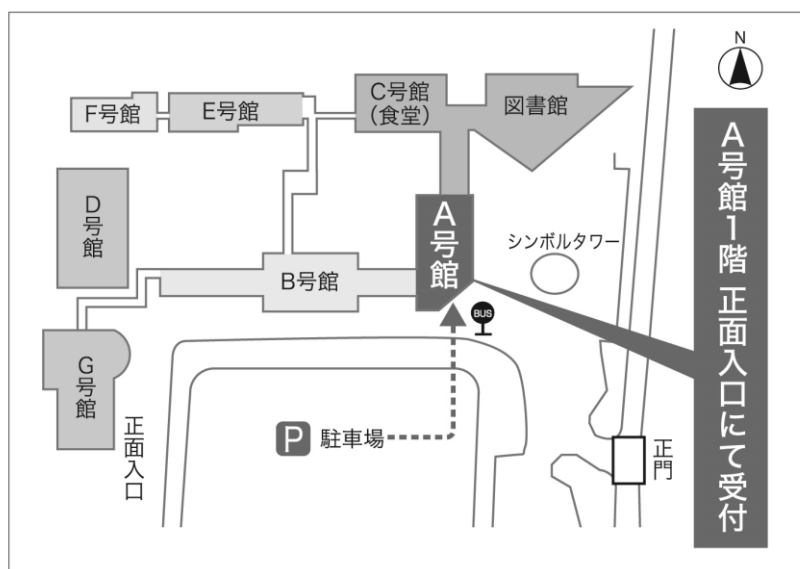 N
C号館
(食堂)
図書館
E号館
F号館
D号館
A号館
シンボルタワー
B号館
BUS
G号館
正面入口
P 駐車場
正門
A号館1階 正面入口にて受付